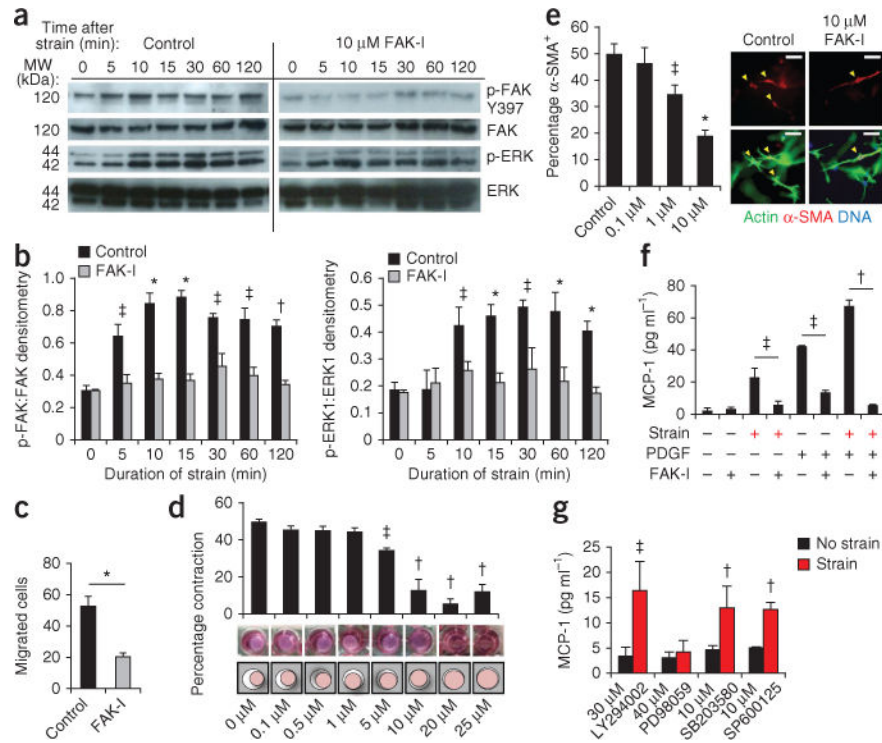 a
Time after strain (min):
Control
10 µM FAK-I
0 5 10 15 30 60 120 0 5 10 15 30 60 120
MW (kDa):
120
p-FAK Y397
120
FAK
44
42
p-ERK
44
42
ERK
b
Control
FAK-I
p-FAK:FAK densitometry
1.0
0.8
0.6
0.4
0.2
0
‡ * * ‡ ‡ †
0 5 10 15 30 60 120
Duration of strain (min)
Control
FAK-I
p-ERK1:ERK1 densitometry
0.6
0.5
0.4
0.3
0.2
0.1
0
‡ * ‡ * *
0 5 10 15 30 60 120
Duration of strain (min)
c
Migrated cells
80
60
40
20
0
*
Control
FAK-I
d
Percentage contraction
60
40
20
0
‡ † † †
0 µM
0.1 µM
0.5 µM
1 µM
5 µM
10 µM
20 µM
25 µM
e
Percentage α-SMA+
60
50
40
30
20
10
0
‡
*
Control
0.1 µM
1 µM
10 µM
Control
10 µM FAK-I
Actin α-SMA DNA
f
MCP-1 (pg ml−1)
80
60
40
20
0
‡ ‡ †
Strain – – + + – – + +
PDGF – – – – + + + +
FAK-I – + – + – + – +
g
No strain
Strain
MCP-1 (pg ml−1)
25
20
15
10
5
0
‡ † †
30 µM LY294002
40 µM PD98059
10 µM SB203580
10 µM SP600125